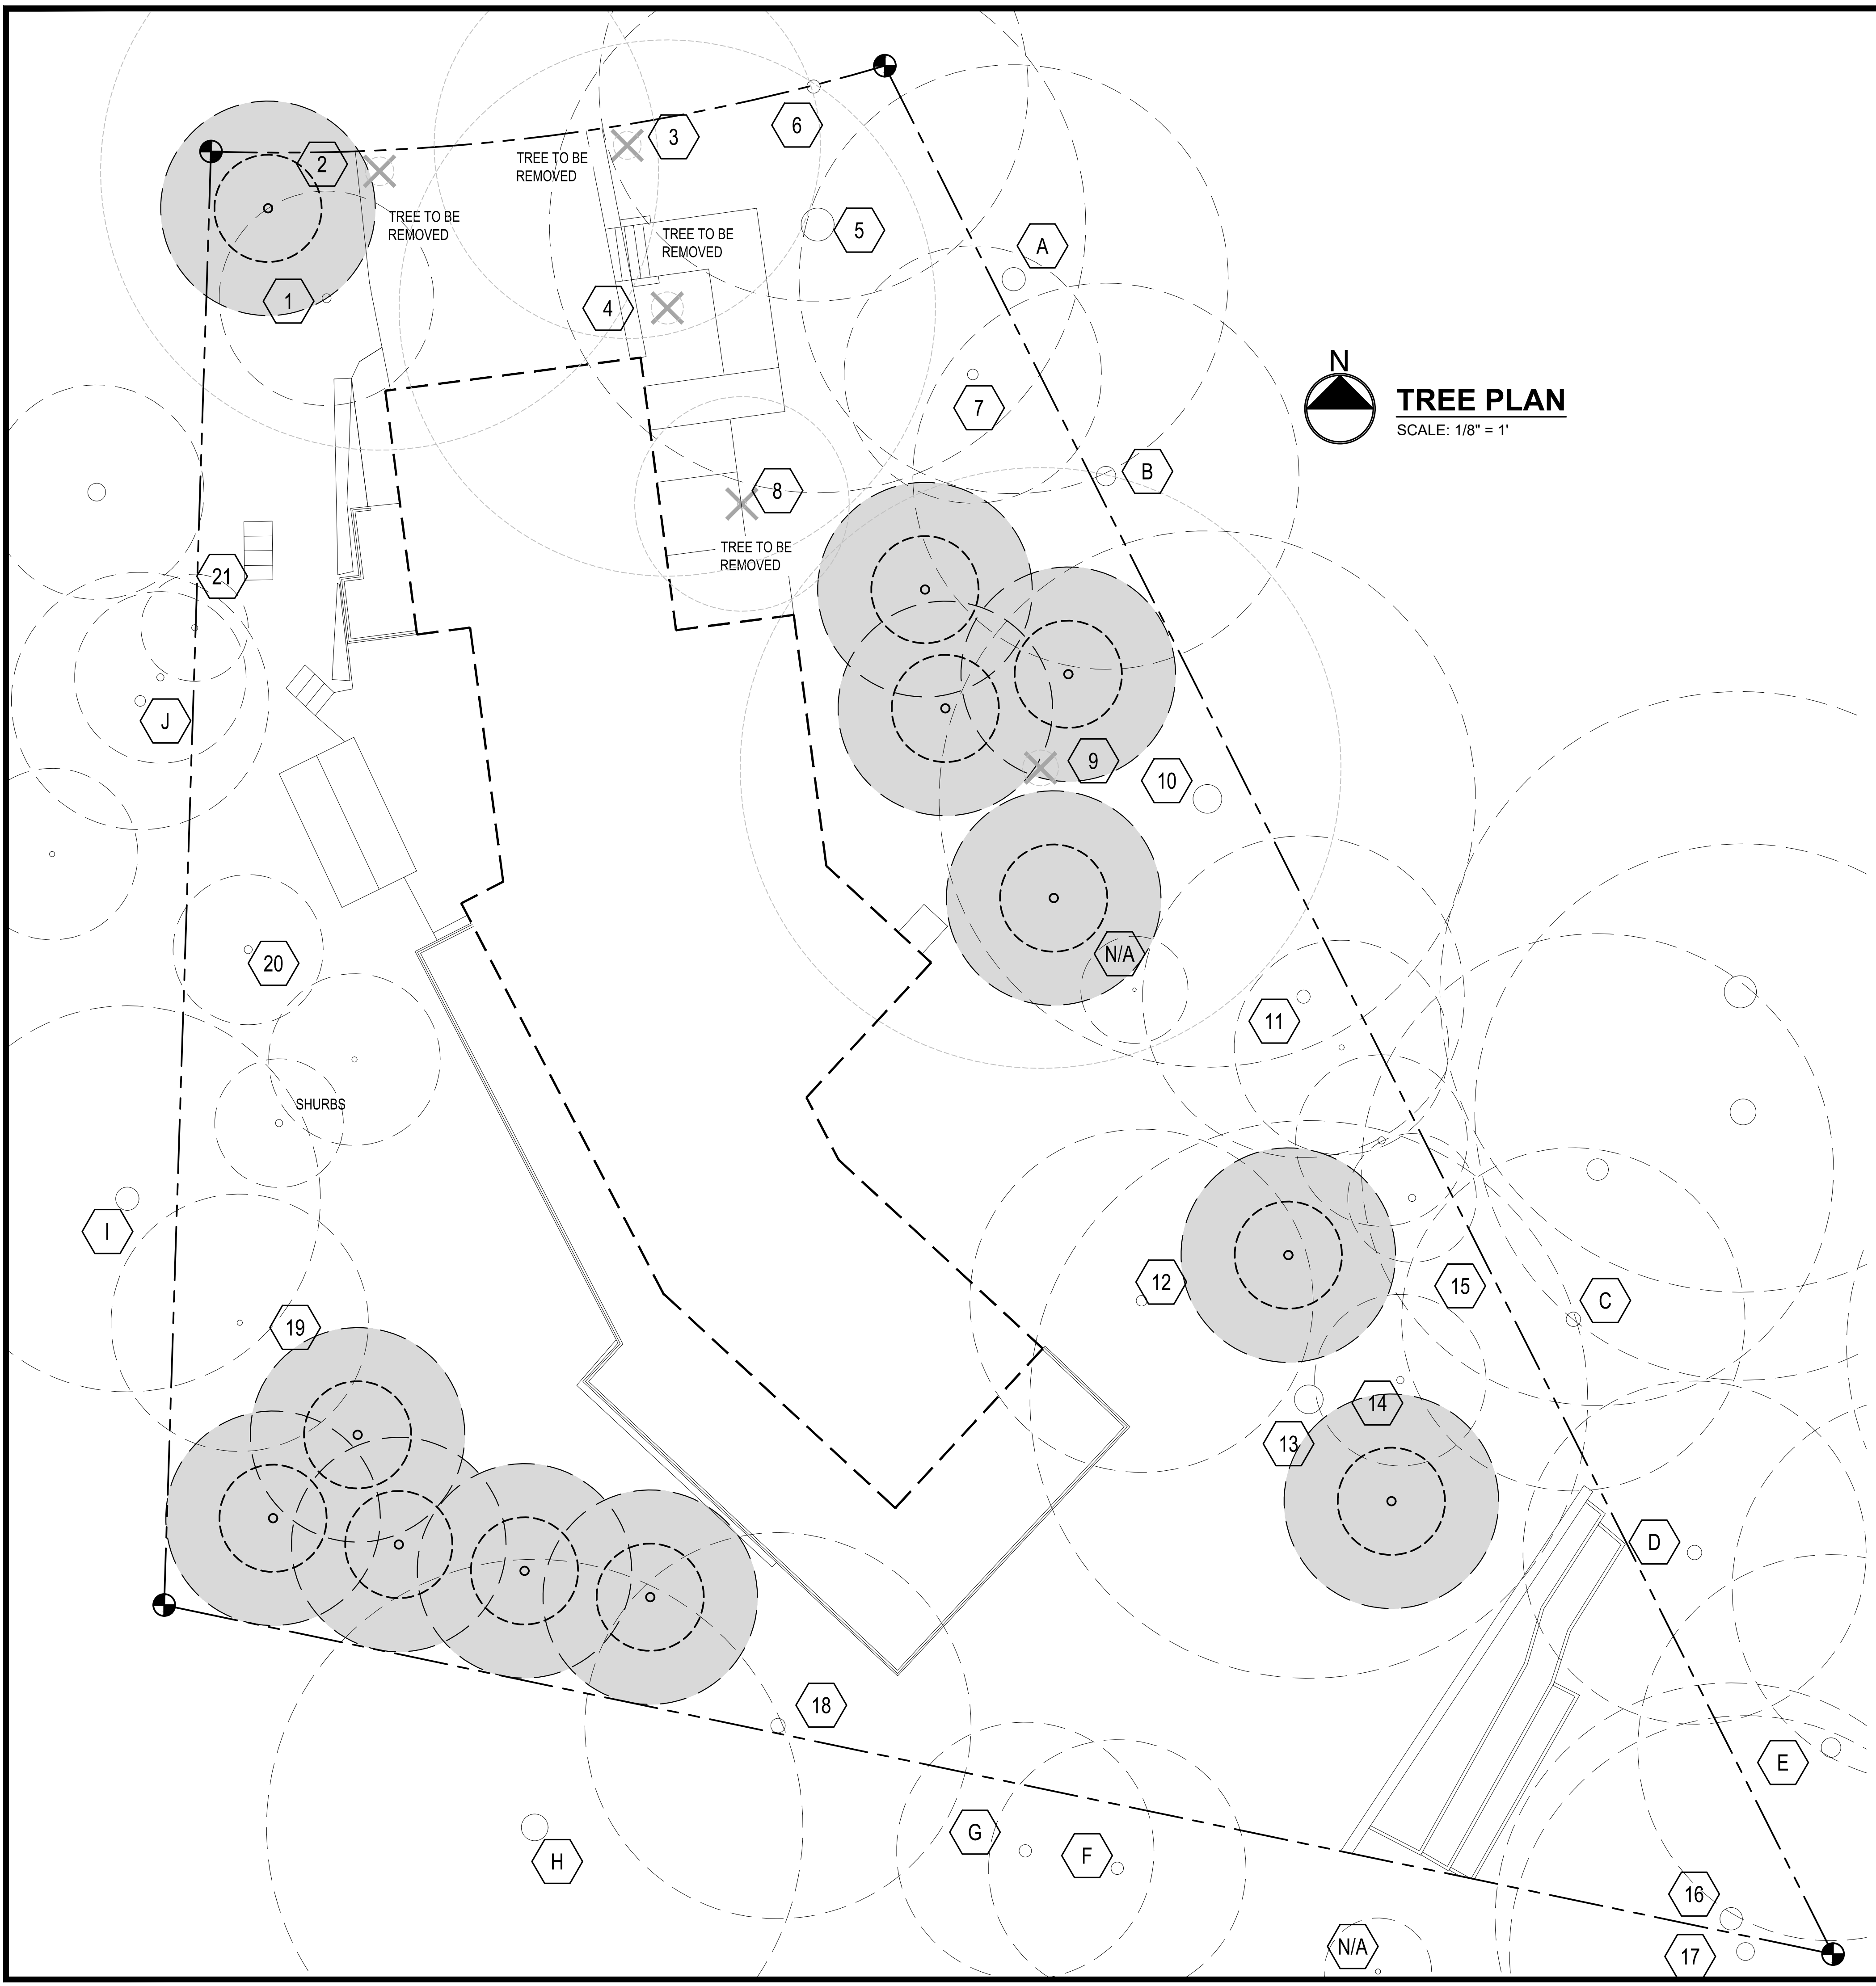 2
3
6
TREE TO BE
REMOVED
TREE TO BE
REMOVED
5
TREE TO BE
REMOVED
A
1
4
N
TREE PLAN
SCALE: 1/8" = 1'
7
B
8
TREE TO BE
REMOVED
21
J
9
10
N/A
20
11
SHURBS
I
12
15
C
19
14
13
D
18
E
G
F
H
16
N/A
17